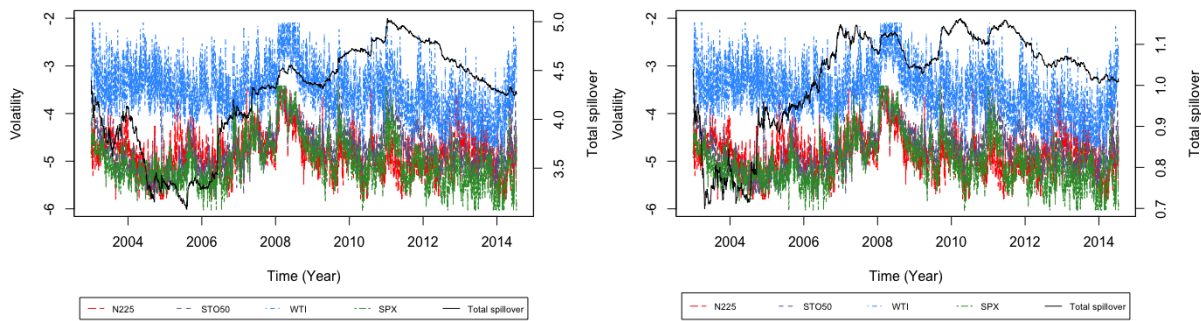 -2
-3
-4
-5
-6
Volatility
5.0
4.5
4.0
3.5
Total spillover
2004 2006 2008 2010 2012 2014
Time (Year)
N225 STO50 WTI SPX Total spillover
-2
-3
-4
-5
-6
Volatility
1.1
1.0
0.9
0.8
0.7
Total spillover
2004 2006 2008 2010 2012 2014
Time (Year)
N225 STO50 WTI SPX Total spillover